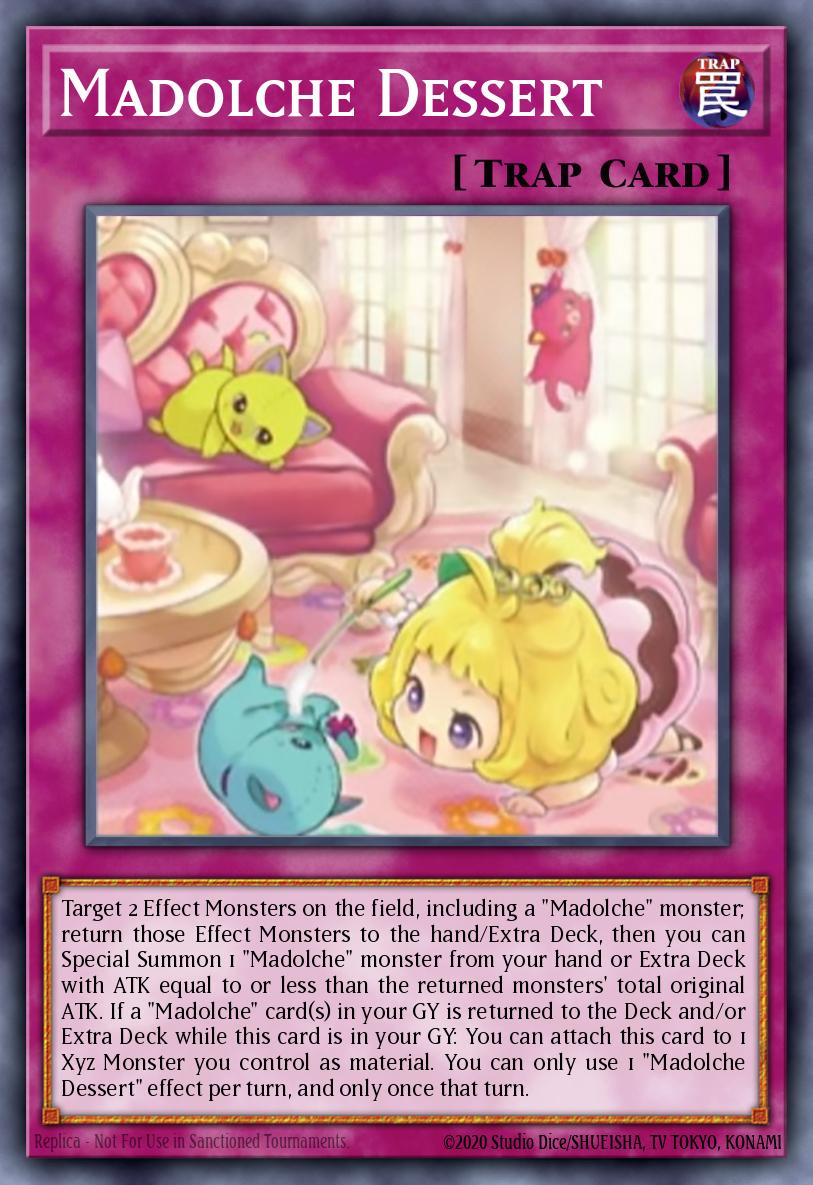 Madolche Dessert
TRAP
罠
[Trap Card]
Target 2 Effect Monsters on the field, including a "Madolche" monster;
return those Effect Monsters to the hand/Extra Deck, then you can
Special Summon 1 "Madolche" monster from your hand or Extra Deck
with ATK equal to or less than the returned monsters' total original
ATK. If a "Madolche" card(s) in your GY is returned to the Deck and/or
Extra Deck while this card is in your GY: You can attach this card to 1
Xyz Monster you control as material. You can only use 1 "Madolche
Dessert" effect per turn, and only once that turn.
Replica - Not For Use in Sanctioned Tournaments.
©2020 Studio Dice/SHUEISHA, TV TOKYO, KONAMI